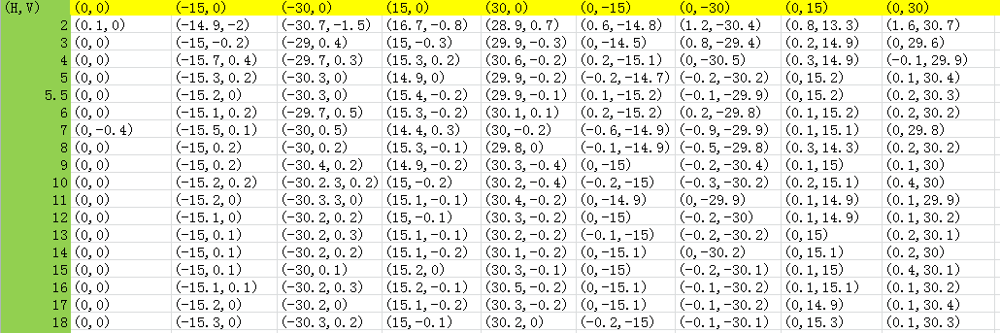 (H,V) (0,0) (-15,0) (-30,0) (15,0) (30,0) (0,-15) (0,-30) (0,15) (0,30)
2 (0.1,0) (-14.9,-2) (-30.7,-1.5) (16.7,-0.8) (28.9,0.7) (0.6,-14.8) (1.2,-30.4) (0.8,13.3) (1.6,30.7)
3 (0,0) (-15,-0.2) (-29,0.4) (15,-0.3) (29.9,-0.3) (0,-14.5) (0.8,-29.4) (0.2,14.9) (0,29.6)
4 (0,0) (-15.7,0.4) (-29.7,0.3) (15.3,0.2) (30.6,-0.2) (0.2,-15.1) (0,-30.5) (0.3,14.9) (-0.1,29.9)
5 (0,0) (-15.3,0.2) (-30.3,0) (14.9,0) (29.9,-0.2) (-0.2,-14.7) (-0.2,-30.2) (0,15.2) (0.1,30.4)
5.5 (0,0) (-15.2,0) (-30.3,0) (15.4,-0.2) (29.9,-0.1) (0.1,-15.2) (-0.1,-29.9) (0,15.2) (0.2,30.3)
6 (0,0) (-15.1,0.2) (-29.7,0.5) (15.3,-0.2) (30.1,0.1) (0.2,-15.2) (0.2,-29.8) (0.1,15.2) (0.2,30.2)
7 (0,-0.4) (-15.5,0.1) (-30,0.5) (14.4,0.3) (30,-0.2) (-0.6,-14.9) (-0.9,-29.9) (0.1,15.1) (0,29.8)
8 (0,0) (-15,0.2) (-30,0.2) (15.3,-0.1) (29.8,0) (-0.1,-14.9) (-0.5,-29.8) (0.3,14.3) (0.2,30.2)
9 (0,0) (-15,0.2) (-30.4,0.2) (14.9,-0.2) (30.3,-0.4) (0,-15) (-0.2,-30.4) (0.1,15) (0.1,30)
10 (0,0) (-15.2,0.2) (-30.2.3,0.2) (15,-0.2) (30.2,-0.4) (-0.2,-15) (-0.3,-30.2) (0.2,15.1) (0.4,30)
11 (0,0) (-15.2,0) (-30.3.3,0) (15.1,-0.1) (30.4,-0.2) (0,-14.9) (0,-29.9) (0.1,14.9) (0.1,29.9)
12 (0,0) (-15.1,0) (-30.2,0.2) (15,-0.1) (30.3,-0.2) (0,-15) (-0.2,-30) (0.1,14.9) (0.1,30.2)
13 (0,0) (-15,0.1) (-30.2,0.3) (15.1,-0.1) (30.2,-0.2) (-0.1,-15) (-0.2,-30.2) (0,15) (0.2,30.1)
14 (0,0) (-15,0.1) (-30.2,0.2) (15.1,-0.2) (30.1,-0.2) (0,-15.1) (0,-30.2) (0,15.1) (0.2,30)
15 (0,0) (-15,0.1) (-30,0.1) (15.2,0) (30.3,-0.1) (0,-15) (-0.2,-30.1) (0.1,15) (0.4,30.1)
16 (0,0) (-15.1,0.1) (-30.2,0.3) (15.2,-0.1) (30.5,-0.2) (0,-15.1) (-0.1,-30.2) (0.1,15.1) (0.1,30.2)
17 (0,0) (-15.2,0) (-30.2,0) (15.1,-0.2) (30.3,-0.2) (0,-15.1) (-0.1,-30.2) (0,14.9) (0.1,30.4)
18 (0,0) (-15.3,0) (-30.3,0.2) (15,-0.1) (30.2,0) (-0.2,-15) (-0.1,-30.1) (0,15.3) (0.1,30.3)